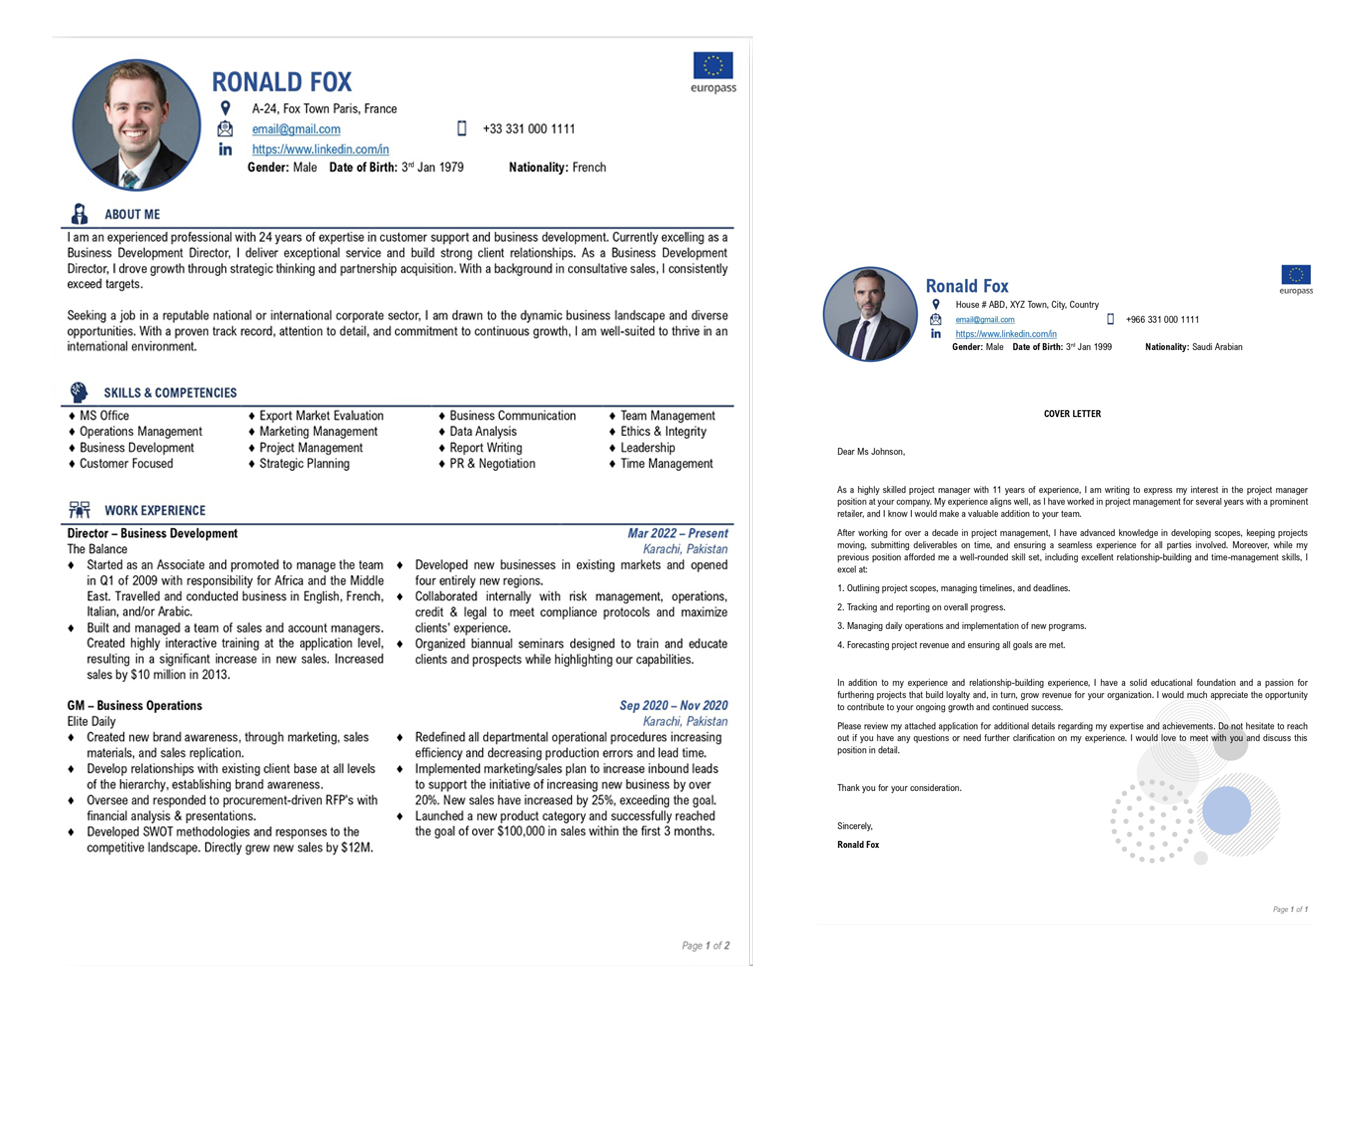 RONALD FOX
europass
A-24, Fox Town Paris, France
email@gmail.com
+33 331 000 1111
in
https://www.linkedin.com/in
Gender: Male Date of Birth: 3rd Jan 1979 Nationality: French
ABOUT ME
I am an experienced professional with 24 years of expertise in customer support and business development. Currently excelling as a
Business Development Director, I deliver exceptional service and build strong client relationships. As a Business Development
Director, I drove growth through strategic thinking and partnership acquisition. With a background in consultative sales, I consistently
exceed targets.
Seeking a job in a reputable national or international corporate sector, I am drawn to the dynamic business landscape and diverse
opportunities. With a proven track record, attention to detail, and commitment to continuous growth, I am well-suited to thrive in an
international environment.
SKILLS & COMPETENCIES
♦ MS Office
♦ Operations Management
♦ Business Development
♦ Customer Focused
♦ Export Market Evaluation
♦ Marketing Management
♦ Project Management
♦ Strategic Planning
♦ Business Communication
♦ Data Analysis
♦ Report Writing
♦ PR & Negotiation
♦ Team Management
♦ Ethics & Integrity
♦ Leadership
♦ Time Management
WORK EXPERIENCE
Director – Business Development
Mar 2022 – Present
The Balance
Karachi, Pakistan
♦ Started as an Associate and promoted to manage the team
in Q1 of 2009 with responsibility for Africa and the Middle
East. Travelled and conducted business in English, French,
Italian, and/or Arabic.
♦ Built and managed a team of sales and account managers.
Created highly interactive training at the application level,
resulting in a significant increase in new sales. Increased
sales by $10 million in 2013.
♦ Developed new businesses in existing markets and opened
four entirely new regions.
♦ Collaborated internally with risk management, operations,
credit & legal to meet compliance protocols and maximize
clients' experience.
♦ Organized biannual seminars designed to train and educate
clients and prospects while highlighting our capabilities.
GM – Business Operations
Sep 2020 – Nov 2020
Elite Daily
Karachi, Pakistan
♦ Created new brand awareness, through marketing, sales
materials, and sales replication.
♦ Develop relationships with existing client base at all levels
of the hierarchy, establishing brand awareness.
♦ Oversee and responded to procurement-driven RFP's with
financial analysis & presentations.
♦ Developed SWOT methodologies and responses to the
competitive landscape. Directly grew new sales by $12M.
♦ Redefined all departmental operational procedures increasing
efficiency and decreasing production errors and lead time.
♦ Implemented marketing/sales plan to increase inbound leads
to support the initiative of increasing new business by over
20%. New sales have increased by 25%, exceeding the goal.
♦ Launched a new product category and successfully reached
the goal of over $100,000 in sales within the first 3 months.
Page 1 of 2
Ronald Fox
europass
House # ABD, XYZ Town, City, Country
email@gmail.com
+966 331 000 1111
in
https://www.linkedin.com/in
Gender: Male Date of Birth: 3rd Jan 1999 Nationality: Saudi Arabian
COVER LETTER
Dear Ms Johnson,
As a highly skilled project manager with 11 years of experience, I am writing to express my interest in the project manager
position at your company. My experience aligns well, as I have worked in project management for several years with a prominent
retailer, and I know I would make a valuable addition to your team.
After working for over a decade in project management, I have advanced knowledge in developing scopes, keeping projects
moving, submitting deliverables on time, and ensuring a seamless experience for all parties involved. Moreover, while my
previous position afforded me a well-rounded skill set, including excellent relationship-building and time-management skills, I
excel at:
1. Outlining project scopes, managing timelines, and deadlines.
2. Tracking and reporting on overall progress.
3. Managing daily operations and implementation of new programs.
4. Forecasting project revenue and ensuring all goals are met.
In addition to my experience and relationship-building experience, I have a solid educational foundation and a passion for
furthering projects that build loyalty and, in turn, grow revenue for your organization. I would much appreciate the opportunity
to contribute to your ongoing growth and continued success.
Please review my attached application for additional details regarding my expertise and achievements. Do not hesitate to reach
out if you have any questions or need further clarification on my experience. I would love to meet with you and discuss this
position in detail.
Thank you for your consideration.
Sincerely,
Ronald Fox
Page 1 of 1